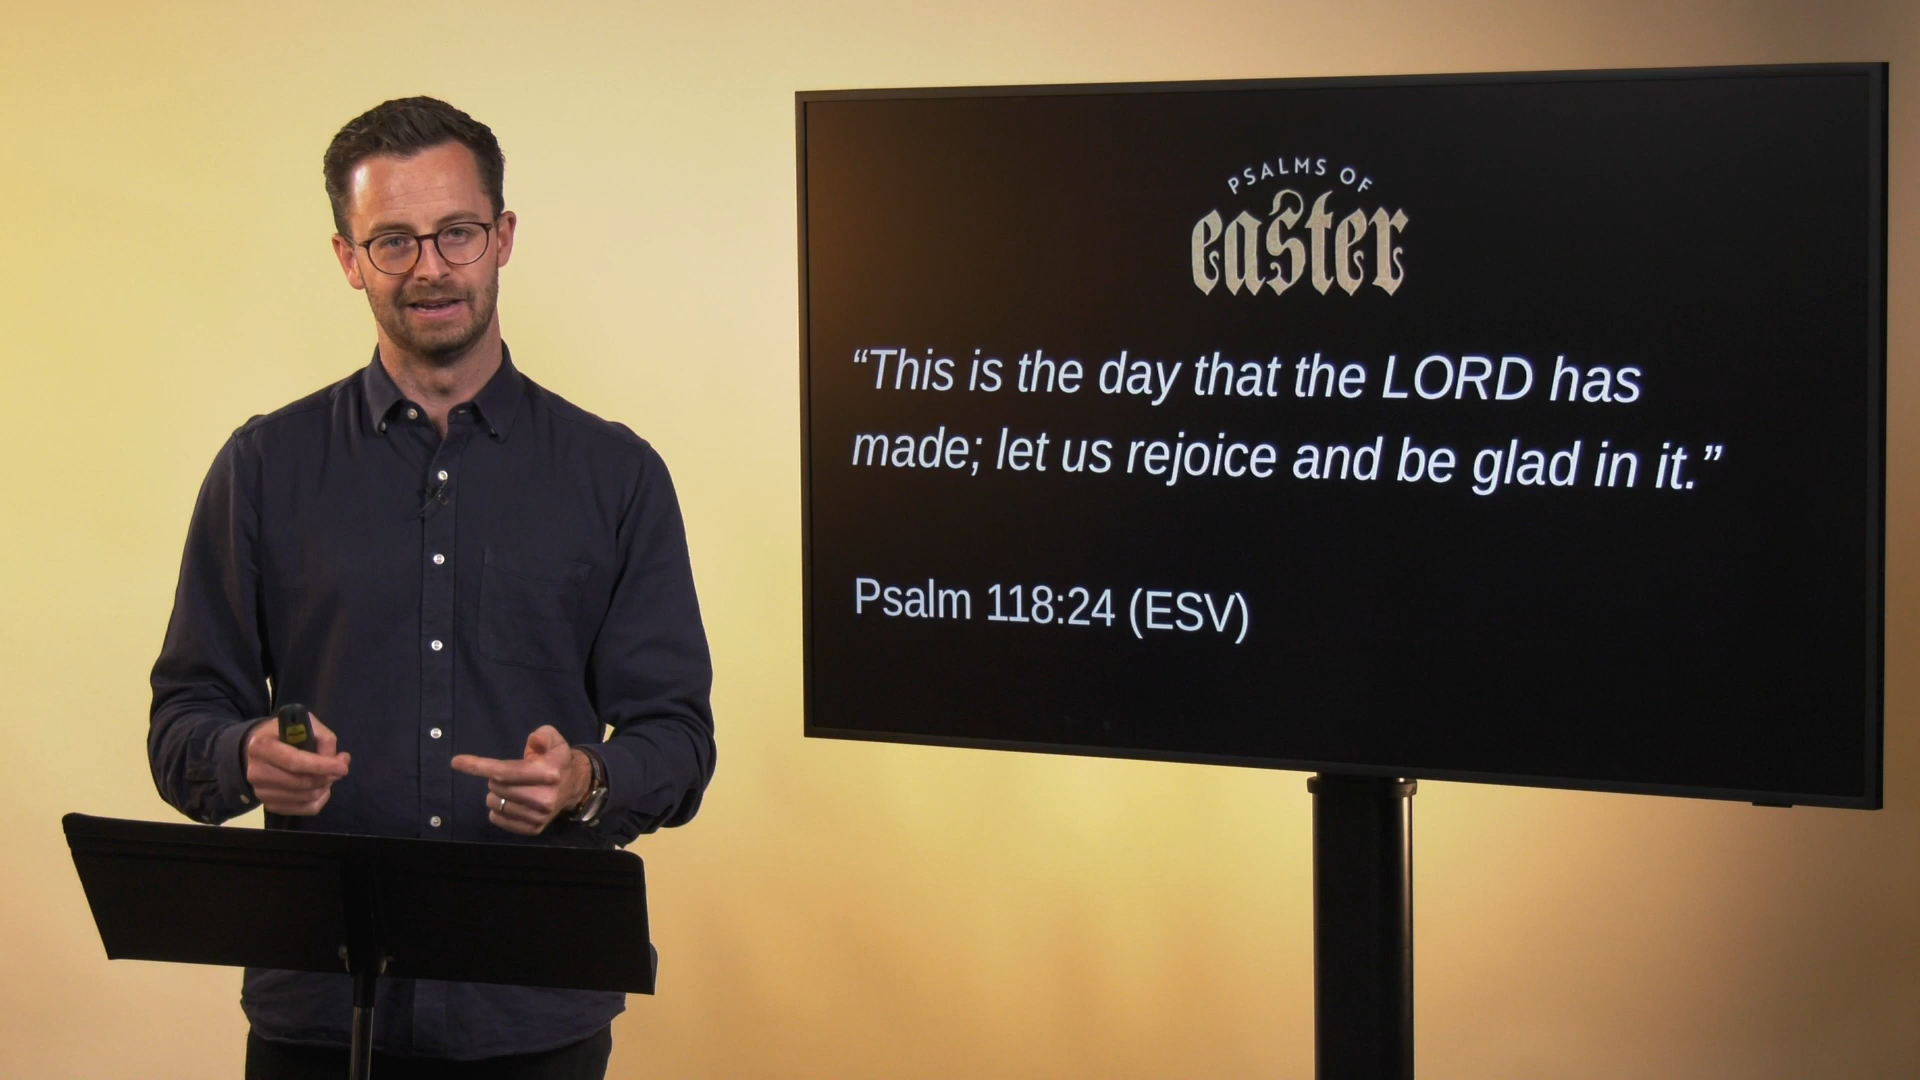 PSALMS OF
easter
“This is the day that the LORD has
made; let us rejoice and be glad in it.”
Psalm 118:24 (ESV)